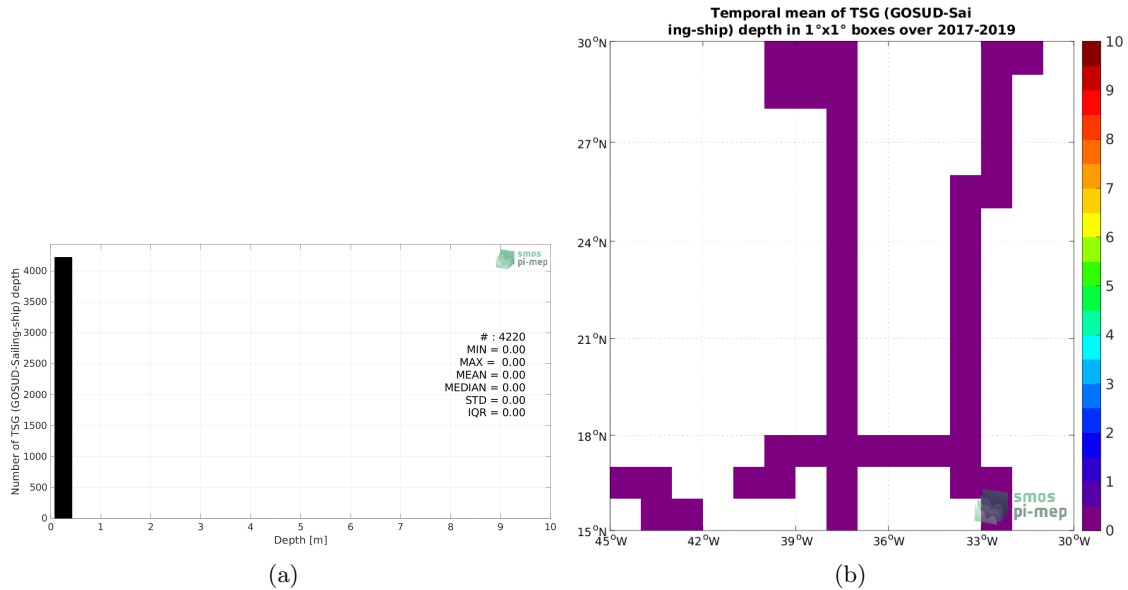 Temporal mean of TSG (GOSUD-Sai
ing-ship) depth in 1°x1° boxes over 2017-2019
Number of TSG (GOSUD-Sailing-ship) depth
4000
3500
3000
2500
2000
1500
1000
500
0
0 1 2 3 4 5 6 7 8 9 10
Depth [m]
smos
pi-mep
# : 4220
MIN = 0.00
MAX = 0.00
MEAN = 0.00
MEDIAN = 0.00
STD = 0.00
IQR = 0.00
(a)
30°N
27°N
24°N
21°N
18°N
15°N
45°W 42°W 39°W 36°W 33°W 30°W
smos
pi-mep
10
9
8
7
6
5
4
3
2
1
0
(b)